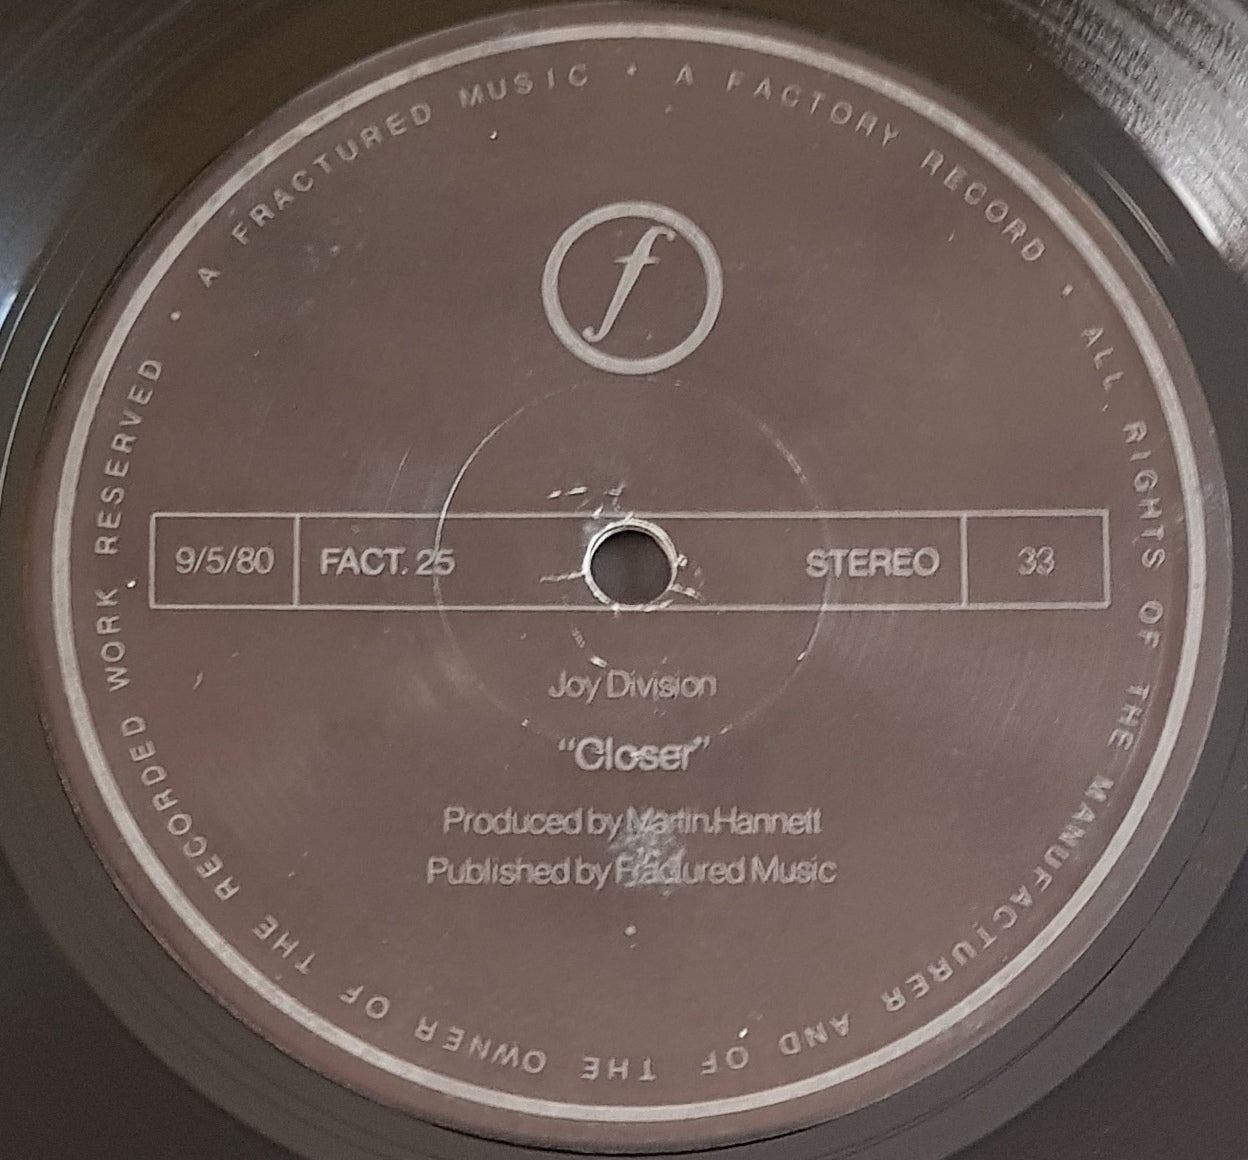 A FRACTURED MUSIC • A FACTORY RECORD • ALL RIGHTS OF THE MANUFACTURER AND OF THE OWNER OF THE RECORDED WORK RESERVED •
f
9/5/80 FACT. 25 STEREO 33
Joy Division
“Closer”
Produced by Martin Hannett
Published by Fractured Music